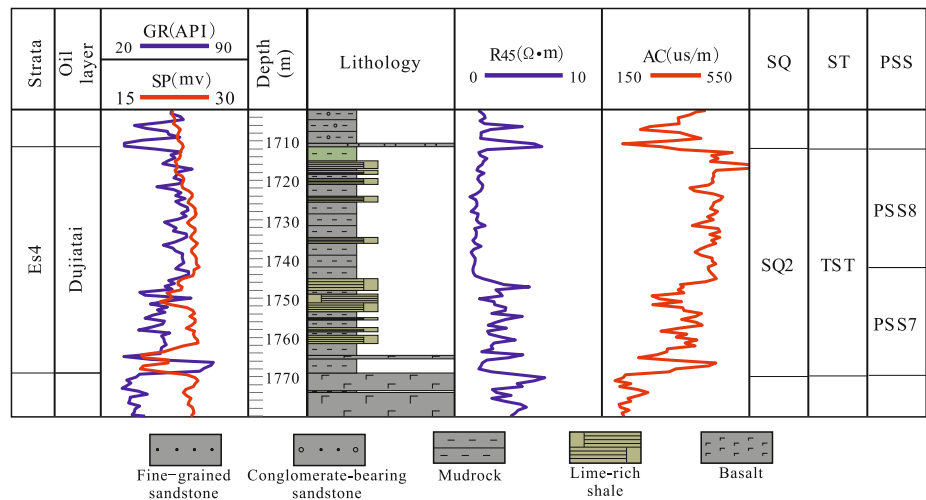 Strata
Oil layer
GR(API)
20 90
SP(mv)
15 30
Depth (m)
Lithology
R45(Ω•m)
0 10
AC(us/m)
150 550
SQ
ST
PSS
1710
1720
1730
1740
1750
1760
1770
Es4
Dujiatai
SQ2
TST
PSS8
PSS7
Fine-grained
sandstone
Conglomerate-bearing
sandstone
Mudrock
Lime-rich
shale
Basalt